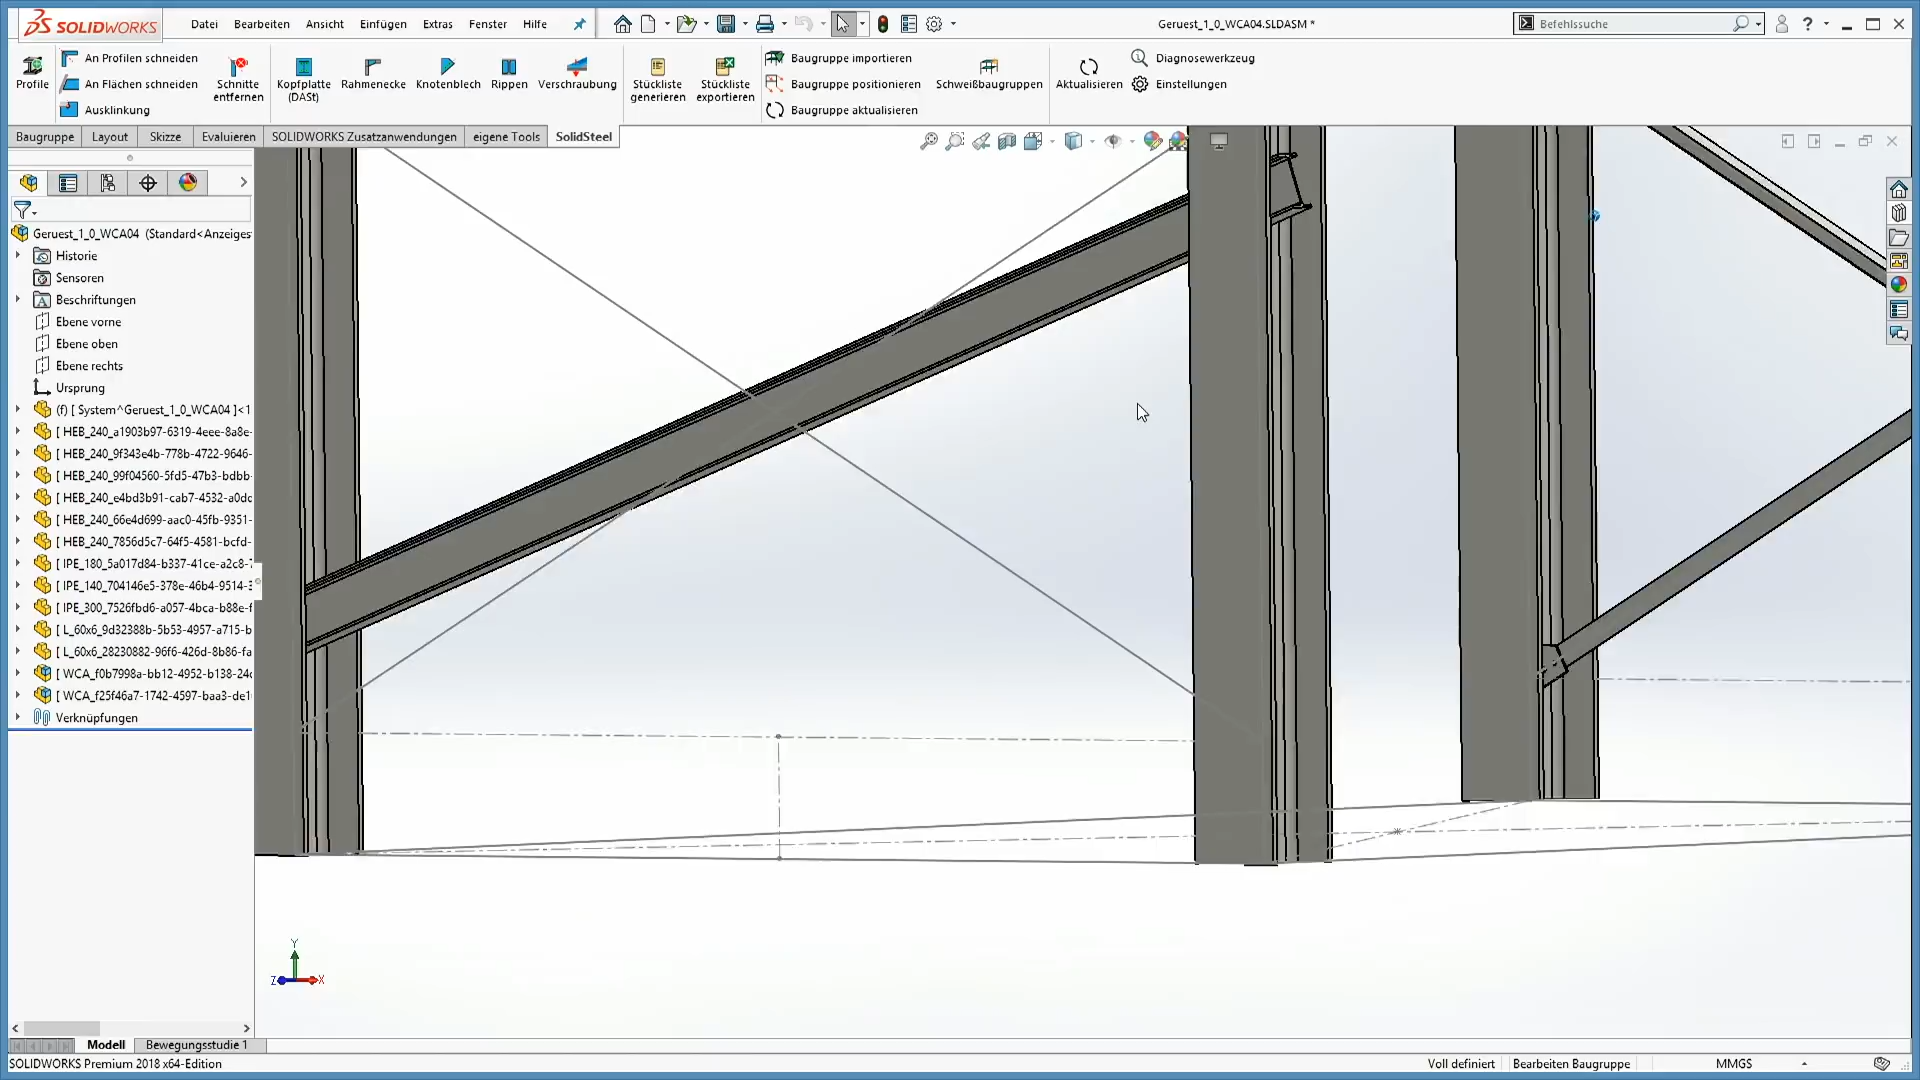 SOLIDWORKS
Datei
Bearbeiten
Ansicht
Einfügen
Extras
Fenster
Hilfe
Geruest_1_0_WCA04.SLDASM *
Befehlssuche
Profile
An Profilen schneiden
An Flächen schneiden
Ausklinkung
Schnitte
entfernen
Kopfplatte
(DASt)
Rahmenecke
Knotenblech
Rippen
Verschraubung
Stückliste
generieren
Stückliste
exportieren
Baugruppe importieren
Baugruppe positionieren
Baugruppe aktualisieren
Schweißbaugruppen
Aktualisieren
Diagnosewerkzeug
Einstellungen
Baugruppe
Layout
Skizze
Evaluieren
SOLIDWORKS Zusatzanwendungen
eigene Tools
SolidSteel
Geruest_1_0_WCA04 (Standard<Anzeiges
Historie
Sensoren
Beschriftungen
Ebene vorne
Ebene oben
Ebene rechts
Ursprung
(f) [ System^Geruest_1_0_WCA04 ]<1
[ HEB_240_a1903b97-6319-4eee-8a8e-
[ HEB_240_9f343e4b-778b-4722-9646-
[ HEB_240_99f04560-5fd5-47b3-bdbb-
[ HEB_240_e4bd3b91-cab7-4532-a0dc
[ HEB_240_66e4d699-aac0-45fb-9351-
[ HEB_240_7856d5c7-64f5-4581-bcfd-
[ IPE_180_5a017d84-b337-41ce-a2c8-7
[ IPE_140_704146e5-378e-46b4-9514-3
[ IPE_300_7526fbd6-a057-4bca-b88e-f
[ L_60x6_9d32388b-5b53-4957-a715-b
[ L_60x6_28230882-96f6-426d-8b86-fa
[ WCA_f0b7998a-bb12-4952-b138-24c
[ WCA_f25f46a7-1742-4597-baa3-de1
Verknüpfungen
Y
Z
X
Modell
Bewegungsstudie 1
SOLIDWORKS Premium 2018 x64-Edition
Voll definiert
Bearbeiten Baugruppe
MMGS